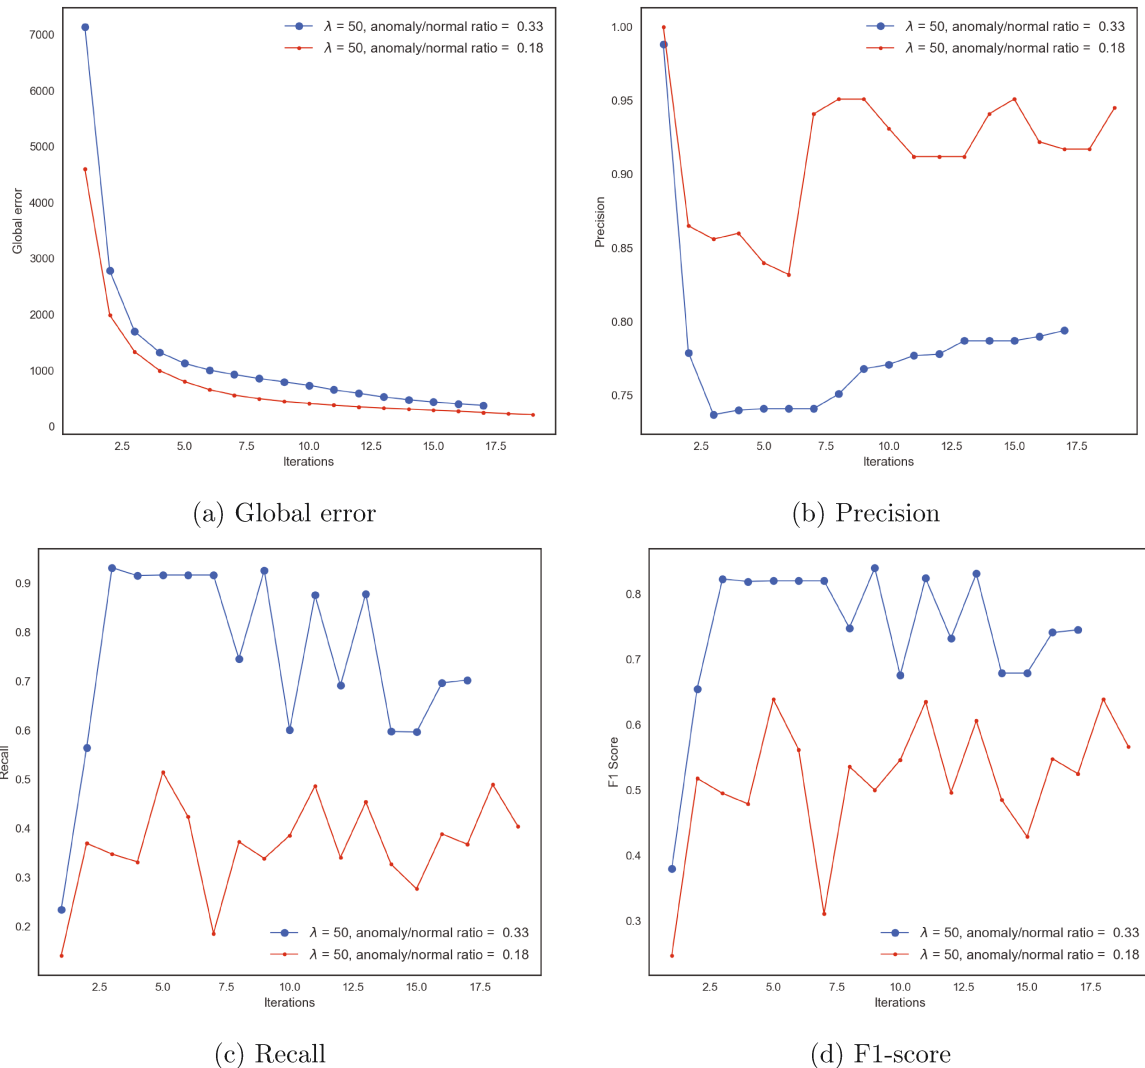 λ = 50, anomaly/normal ratio = 0.33
λ = 50, anomaly/normal ratio = 0.18
7000
6000
5000
4000
3000
2000
1000
0
Global error
2.5 5.0 7.5 10.0 12.5 15.0 17.5
Iterations
(a) Global error
λ = 50, anomaly/normal ratio = 0.33
λ = 50, anomaly/normal ratio = 0.18
1.00
0.95
0.90
0.85
0.80
0.75
Precision
2.5 5.0 7.5 10.0 12.5 15.0 17.5
Iterations
(b) Precision
0.9
0.8
0.7
0.6
0.5
0.4
0.3
0.2
Recall
λ = 50, anomaly/normal ratio = 0.33
λ = 50, anomaly/normal ratio = 0.18
2.5 5.0 7.5 10.0 12.5 15.0 17.5
Iterations
(c) Recall
0.8
0.7
0.6
0.5
0.4
0.3
F1 Score
λ = 50, anomaly/normal ratio = 0.33
λ = 50, anomaly/normal ratio = 0.18
2.5 5.0 7.5 10.0 12.5 15.0 17.5
Iterations
(d) F1-score